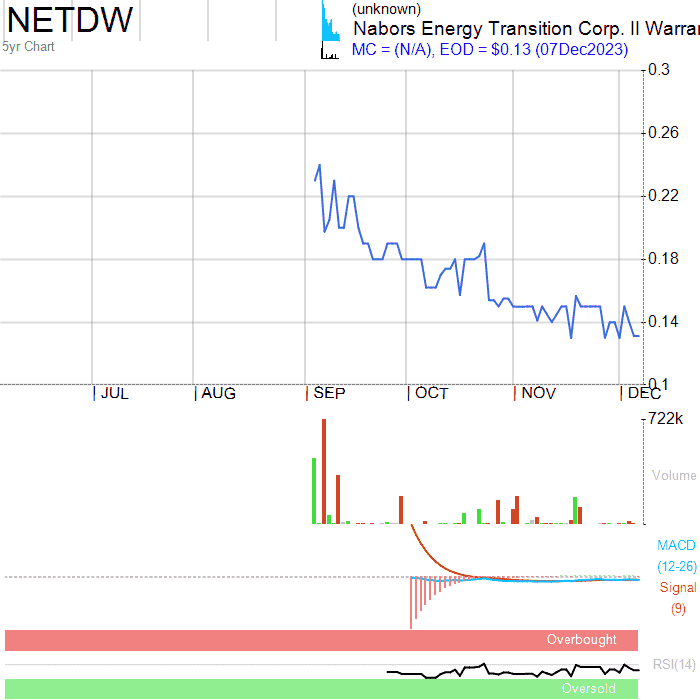 NETDW
(unknown)
Nabors Energy Transition Corp. II Warra
5yr Chart
MC = (N/A), EOD = $0.13 (07Dec2023)
0.3
0.26
0.22
0.18
0.14
0.1
JUL AUG SEP OCT NOV DEC
722k
Volume
MACD
(12-26)
Signal
(9)
Overbought
RSI(14)
Oversold